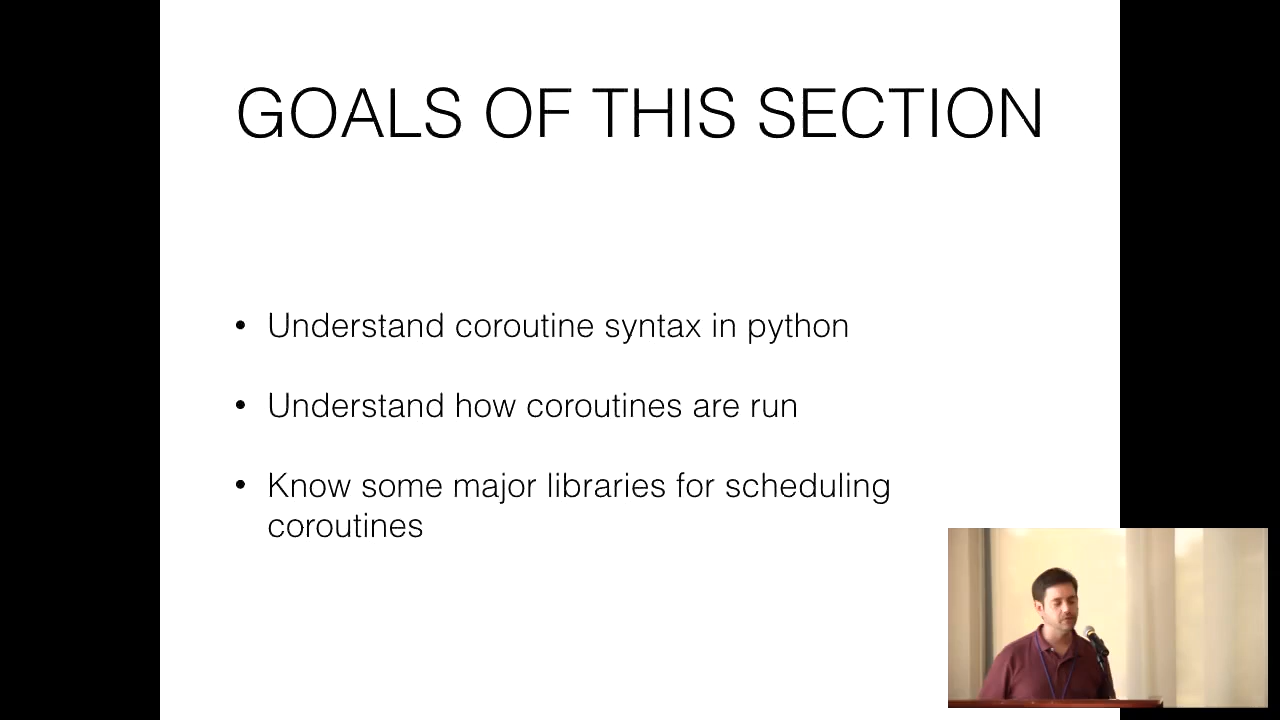 GOALS OF THIS SECTION
• Understand coroutine syntax in python
• Understand how coroutines are run
• Know some major libraries for scheduling
coroutines